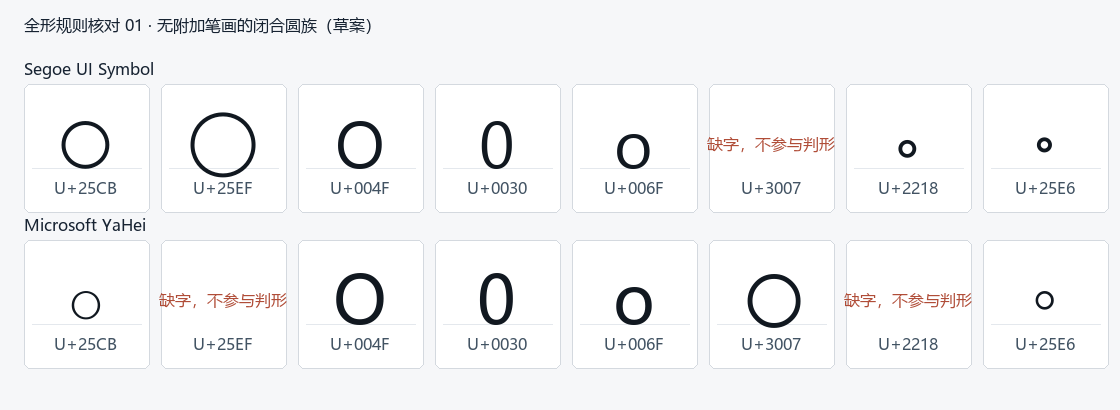 全形规则核对 01 · 无附加笔画的闭合圆族（草案）
Segoe UI Symbol
○ ◯ O 0 o 缺字，不参与判形 ∘ ◦
U+25CB U+25EF U+004F U+0030 U+006F U+3007 U+2218 U+25E6
Microsoft YaHei
○ 缺字，不参与判形 O 0 o 〇 缺字，不参与判形 ◦
U+25CB U+25EF U+004F U+0030 U+006F U+3007 U+2218 U+25E6